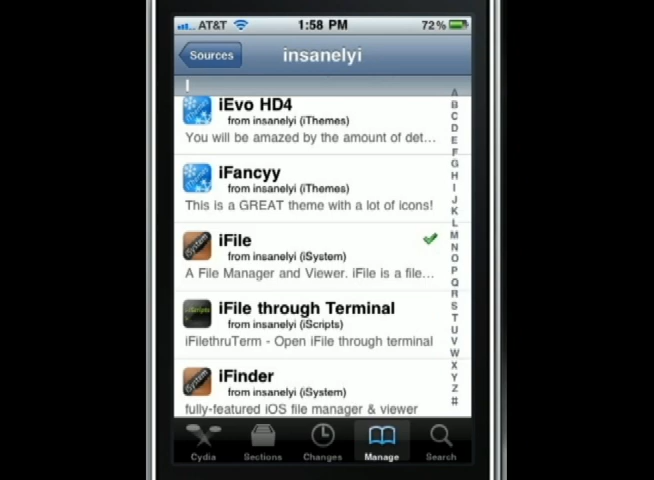 AT&T 1:58 PM 72%
Sources insanelyi
I
iEvo HD4
from insanelyi (iThemes)
You will be amazed by the amount of det...
iFancyy
from insanelyi (iThemes)
This is a GREAT theme with a lot of icons!
iFile
from insanelyi (iSystem)
A File Manager and Viewer. iFile is a file...
iFile through Terminal
from insanelyi (iScripts)
iFilethruTerm - Open iFile through terminal
iFinder
from insanelyi (iSystem)
fully-featured iOS file manager & viewer
A
B
C
D
E
F
G
H
I
J
K
L
M
N
O
P
Q
R
S
T
U
V
W
X
Y
Z
#
Cydia Sections Changes Manage Search